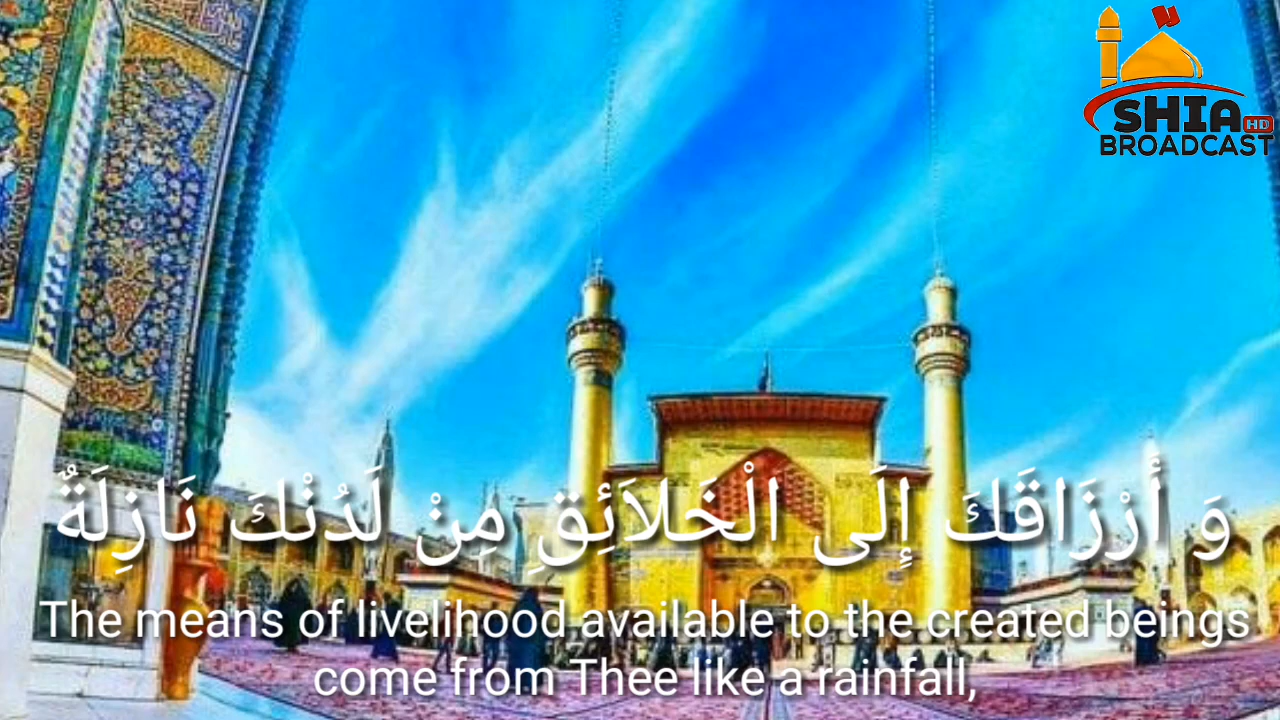 SHIA HD
BROADCAST
وَ أَرْزَاقَكَ إِلَى الْخَلاَئِقِ مِنْ لَدُنْكَ نَازِلَةٌ
The means of livelihood available to the created beings
come from Thee like a rainfall,